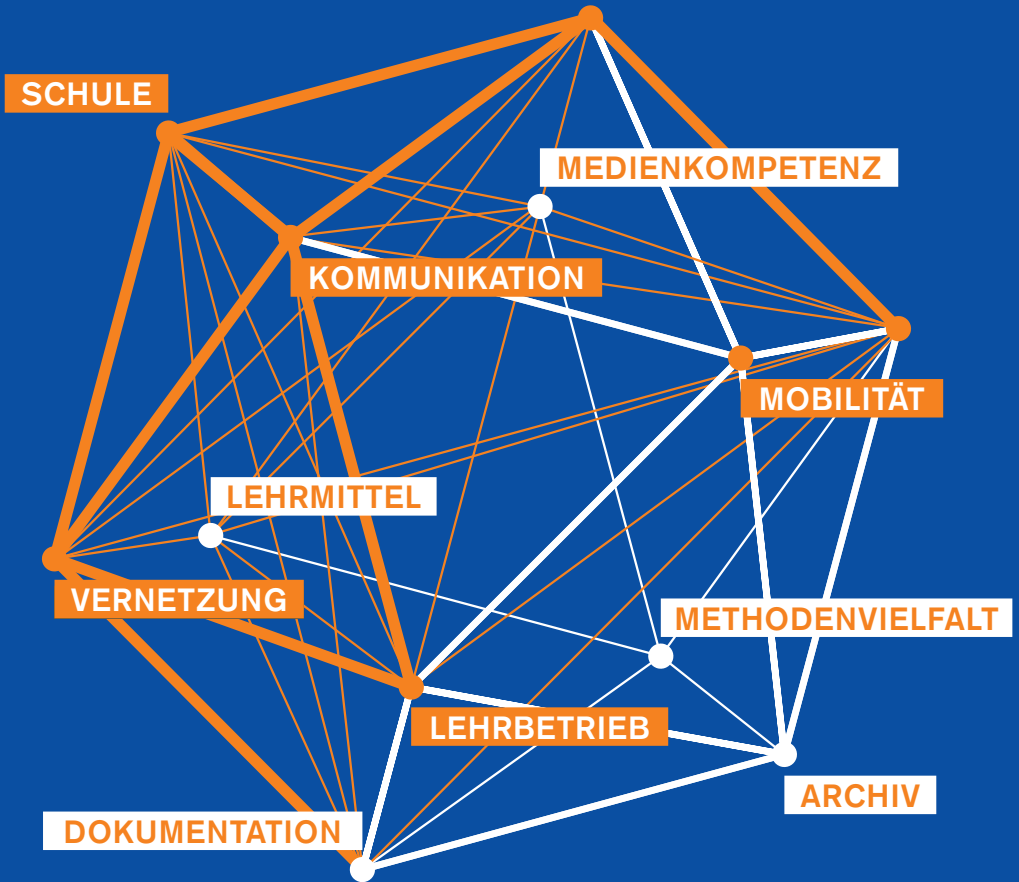 SCHULE
MEDIENKOMPETENZ
KOMMUNIKATION
MOBILITÄT
LEHRMITTEL
VERNETZUNG
METHODENVIELFALT
LEHRBETRIEB
ARCHIV
DOKUMENTATION